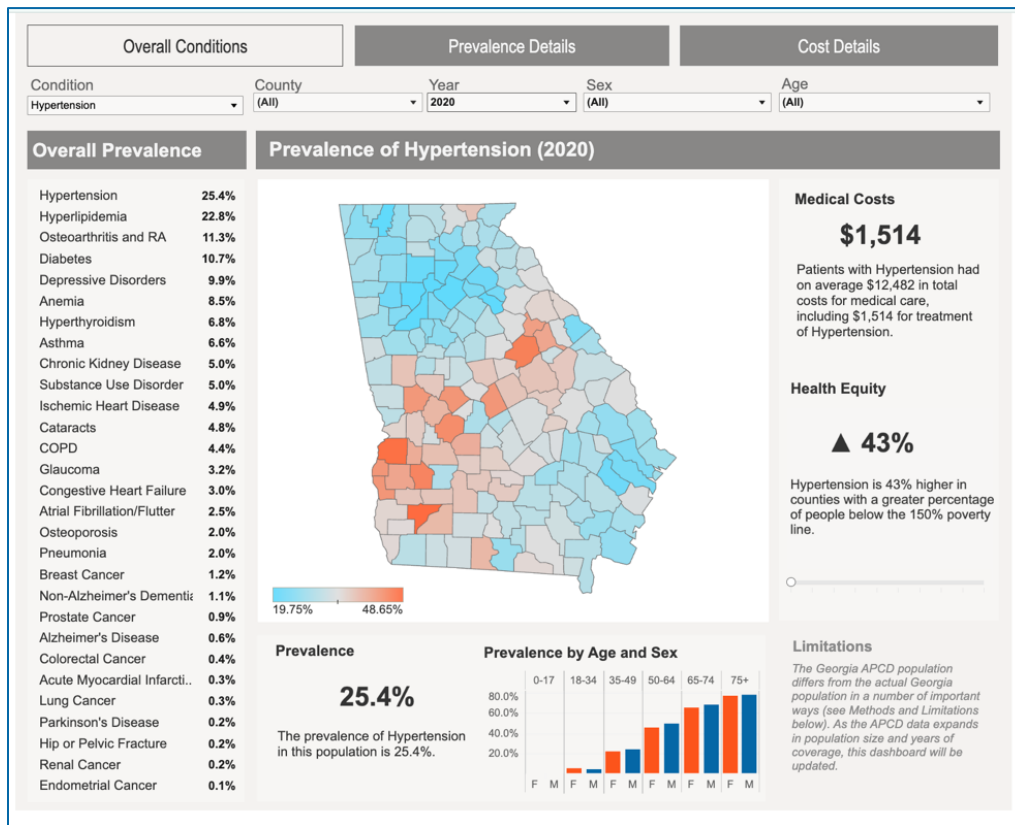 Overall Conditions
Prevalence Details
Cost Details
Condition
County
Year
Sex
Age
Hypertension
(All)
2020
(All)
(All)
Overall Prevalence
Prevalence of Hypertension (2020)
Hypertension 25.4%
Hyperlipidemia 22.8%
Osteoarthritis and RA 11.3%
Diabetes 10.7%
Depressive Disorders 9.9%
Anemia 8.5%
Hyperthyroidism 6.8%
Asthma 6.6%
Chronic Kidney Disease 5.0%
Substance Use Disorder 5.0%
Ischemic Heart Disease 4.9%
Cataracts 4.8%
COPD 4.4%
Glaucoma 3.2%
Congestive Heart Failure 3.0%
Atrial Fibrillation/Flutter 2.5%
Osteoporosis 2.0%
Pneumonia 2.0%
Breast Cancer 1.2%
Non-Alzheimer's Dementia 1.1%
Prostate Cancer 0.9%
Alzheimer's Disease 0.6%
Colorectal Cancer 0.4%
Acute Myocardial Infarcti.. 0.3%
Lung Cancer 0.3%
Parkinson's Disease 0.2%
Hip or Pelvic Fracture 0.2%
Renal Cancer 0.2%
Endometrial Cancer 0.1%
19.75% 48.65%
Medical Costs
$1,514
Patients with Hypertension had
on average $12,482 in total
costs for medical care,
including $1,514 for treatment
of Hypertension.
Health Equity
▲ 43%
Hypertension is 43% higher in
counties with a greater percentage
of people below the 150% poverty
line.
Prevalence
25.4%
The prevalence of Hypertension
in this population is 25.4%.
Prevalence by Age and Sex
0-17 18-34 35-49 50-64 65-74 75+
80.0%
60.0%
40.0%
20.0%
F M F M F M F M F M F M
Limitations
The Georgia APCD population
differs from the actual Georgia
population in a number of important
ways (see Methods and Limitations
below). As the APCD data expands
in population size and years of
coverage, this dashboard will be
updated.